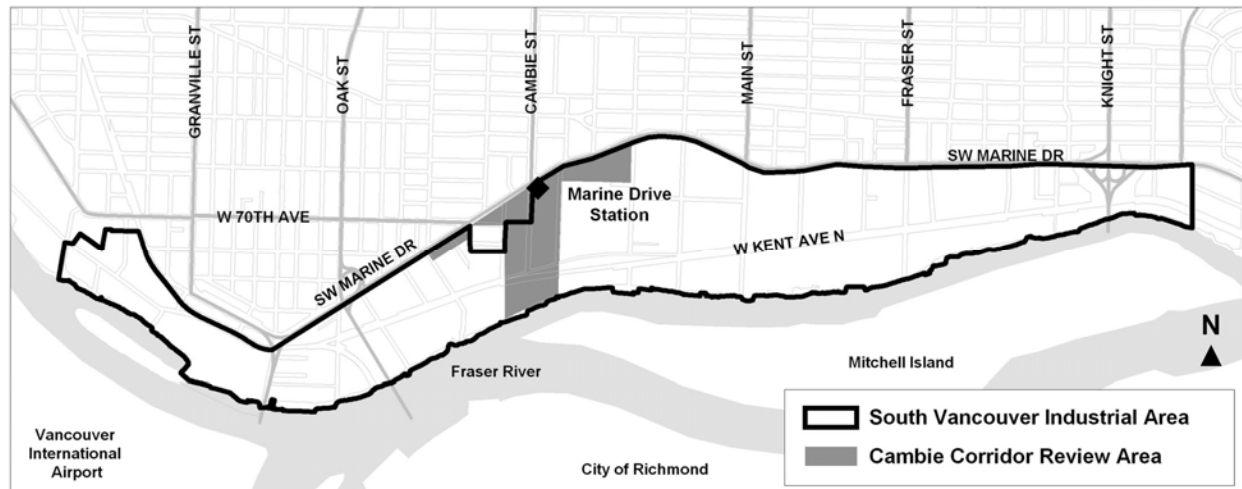 GRANVILLE ST
OAK ST
CAMBIE ST
MAIN ST
FRASER ST
KNIGHT ST
SW MARINE DR
Marine Drive
Station
W 70TH AVE
W KENT AVE N
SW MARINE DR
N
Fraser River
Mitchell Island
Vancouver
International
Airport
City of Richmond
South Vancouver Industrial Area
Cambie Corridor Review Area